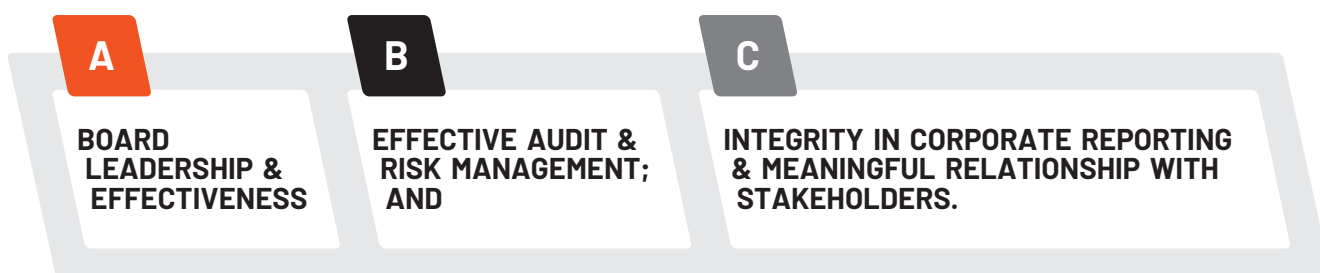 A
BOARD
LEADERSHIP &
EFFECTIVENESS
B
EFFECTIVE AUDIT &
RISK MANAGEMENT;
AND
C
INTEGRITY IN CORPORATE REPORTING
& MEANINGFUL RELATIONSHIP WITH
STAKEHOLDERS.